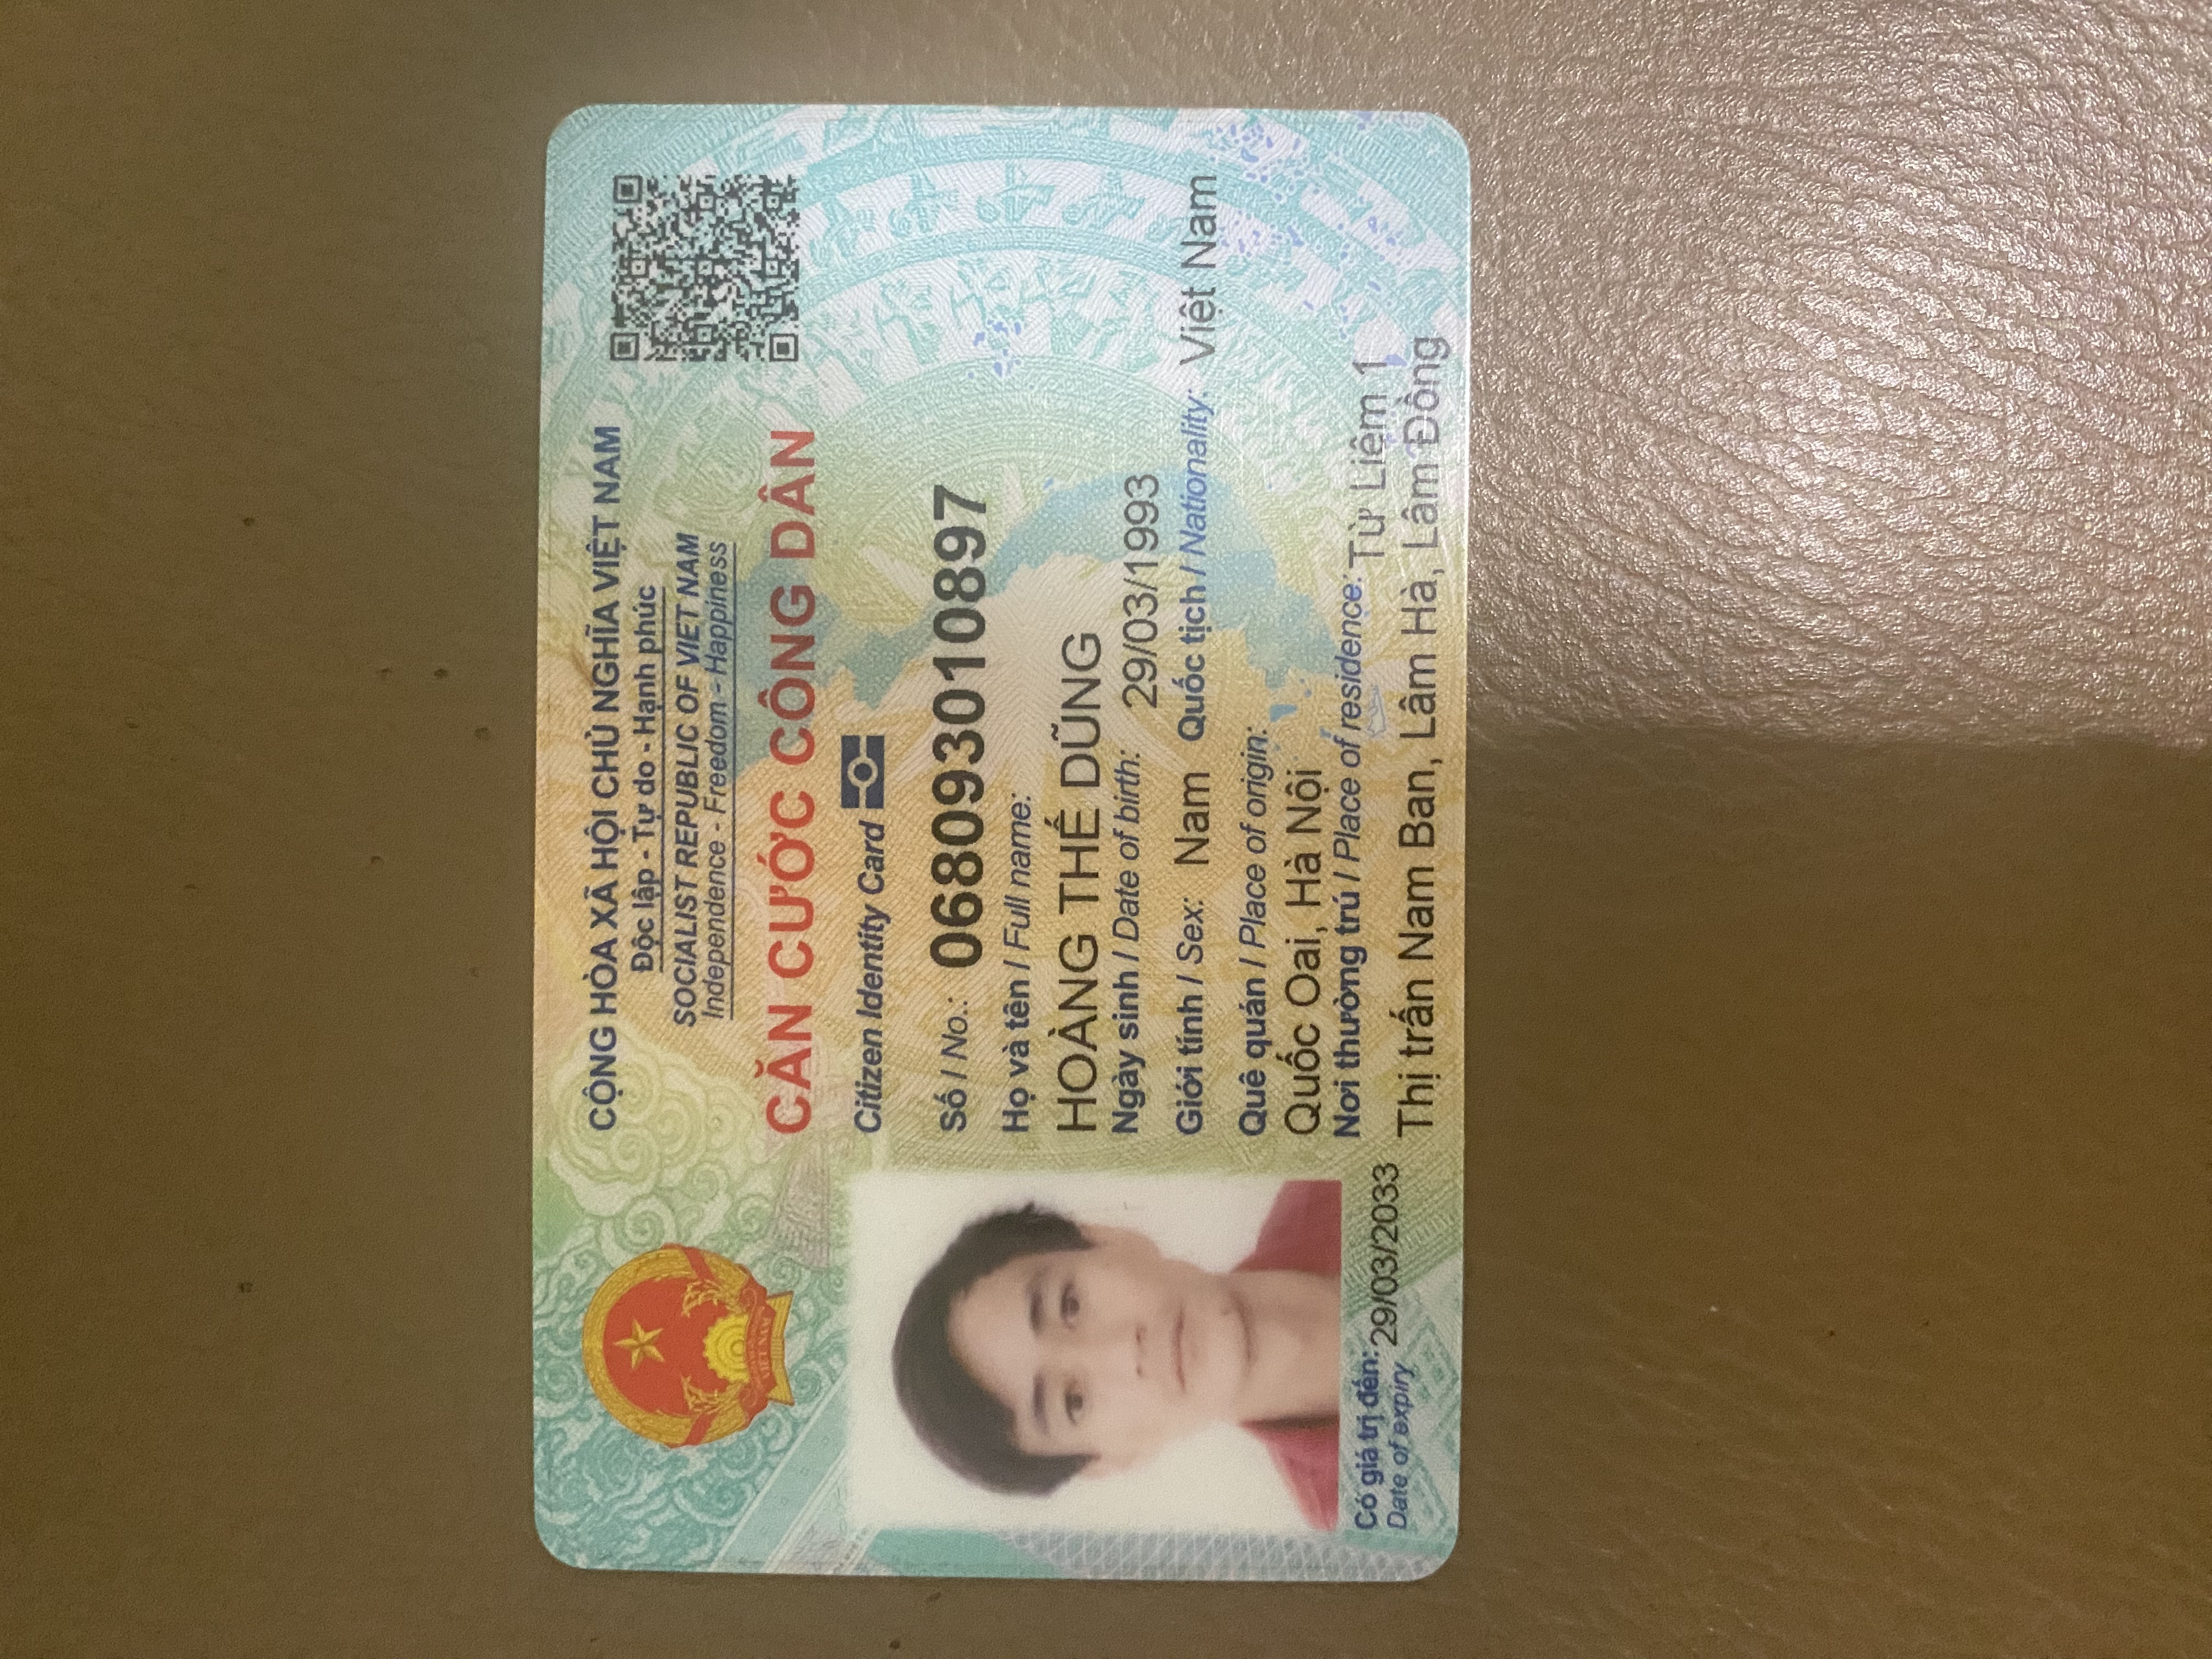 CỘNG HÒA XÃ HỘI CHỦ NGHĨA VIỆT NAM
Độc lập - Tự do - Hạnh phúc
SOCIALIST REPUBLIC OF VIET NAM
Independence - Freedom - Happiness
CĂN CƯỚC CÔNG DÂN
Citizen Identity Card
Số / No.: 068093010897
Họ và tên / Full name:
HOÀNG THẾ DŨNG
Ngày sinh / Date of birth: 29/03/1993
Giới tính / Sex: Nam Quốc tịch / Nationality: Việt Nam
Quê quán / Place of origin:
Quốc Oai, Hà Nội
Nơi thường trú / Place of residence: Từ Liêm 1
Thị trấn Nam Ban, Lâm Hà, Lâm Đồng
Có giá trị đến: 29/03/2033
Date of expiry